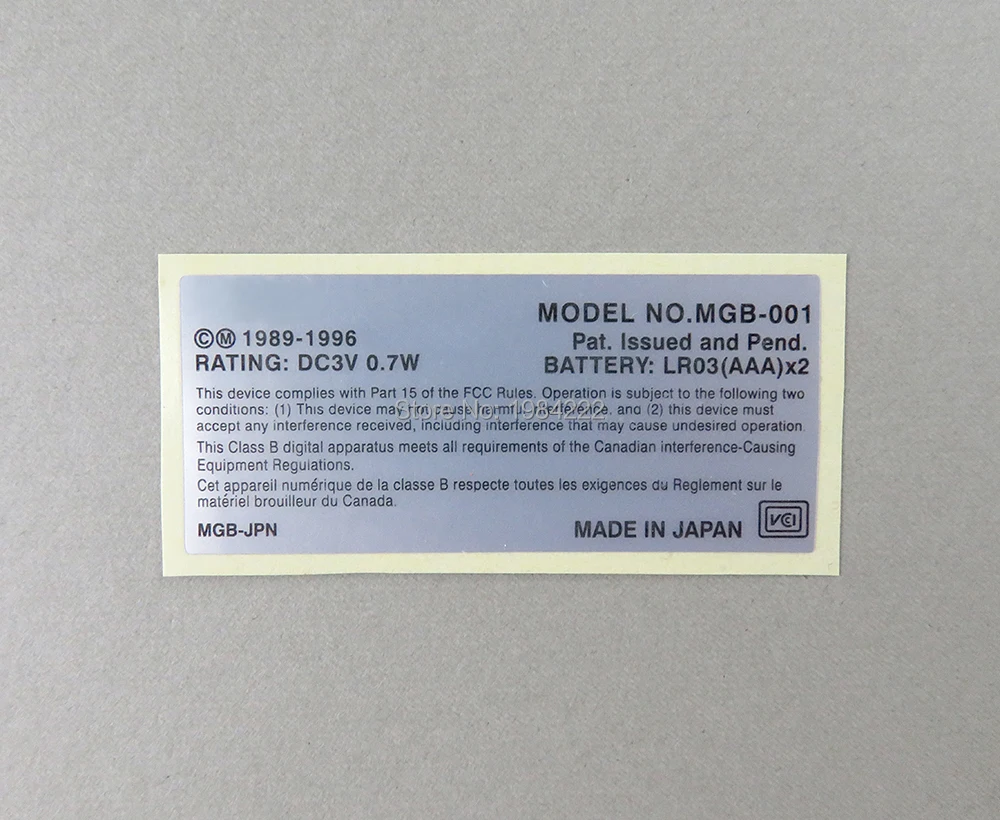 MODEL NO.MGB-001
©Ⓜ 1989-1996
Pat. Issued and Pend.
RATING: DC3V 0.7W
BATTERY: LR03(AAA)x2
This device complies with Part 15 of the FCC Rules. Operation is subject to the following two
conditions: (1) This device may not cause harmful interference, and (2) this device must
accept any interference received, including interference that may cause undesired operation.
Store No: 1984222
This Class B digital apparatus meets all requirements of the Canadian interference-Causing
Equipment Regulations.
Cet appareil numérique de la classe B respecte toutes les exigences du Reglement sur le
matériel brouilleur du Canada.
MGB-JPN
MADE IN JAPAN
VCI